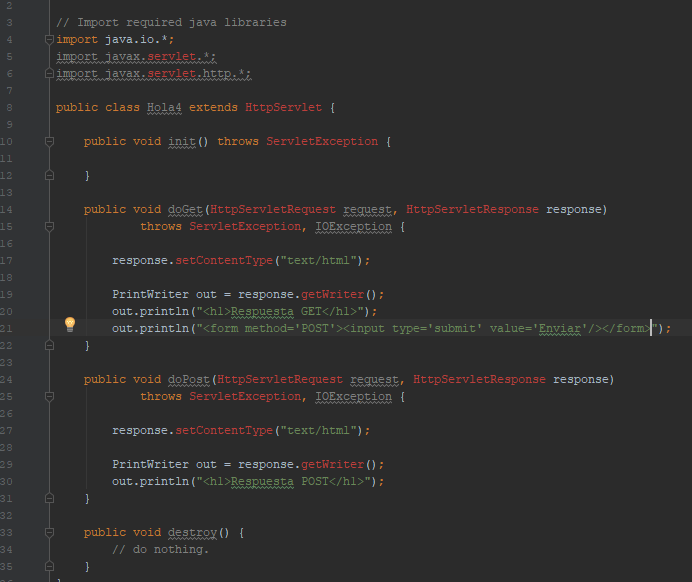 2
3 // Import required java libraries
4 import java.io.*;
5 import javax.servlet.*;
6 import javax.servlet.http.*;
7
8 public class Hola4 extends HttpServlet {
9
10 public void init() throws ServletException {
11
12 }
13
14 public void doGet(HttpServletRequest request, HttpServletResponse response)
15 throws ServletException, IOException {
16
17 response.setContentType("text/html");
18
19 PrintWriter out = response.getWriter();
20 out.println("<h1>Respuesta GET</h1>");
21 out.println("<form method='POST'><input type='submit' value='Enviar'/></form>");
22 }
23
24 public void doPost(HttpServletRequest request, HttpServletResponse response)
25 throws ServletException, IOException {
26
27 response.setContentType("text/html");
28
29 PrintWriter out = response.getWriter();
30 out.println("<h1>Respuesta POST</h1>");
31 }
32
33 public void destroy() {
34 // do nothing.
35 }